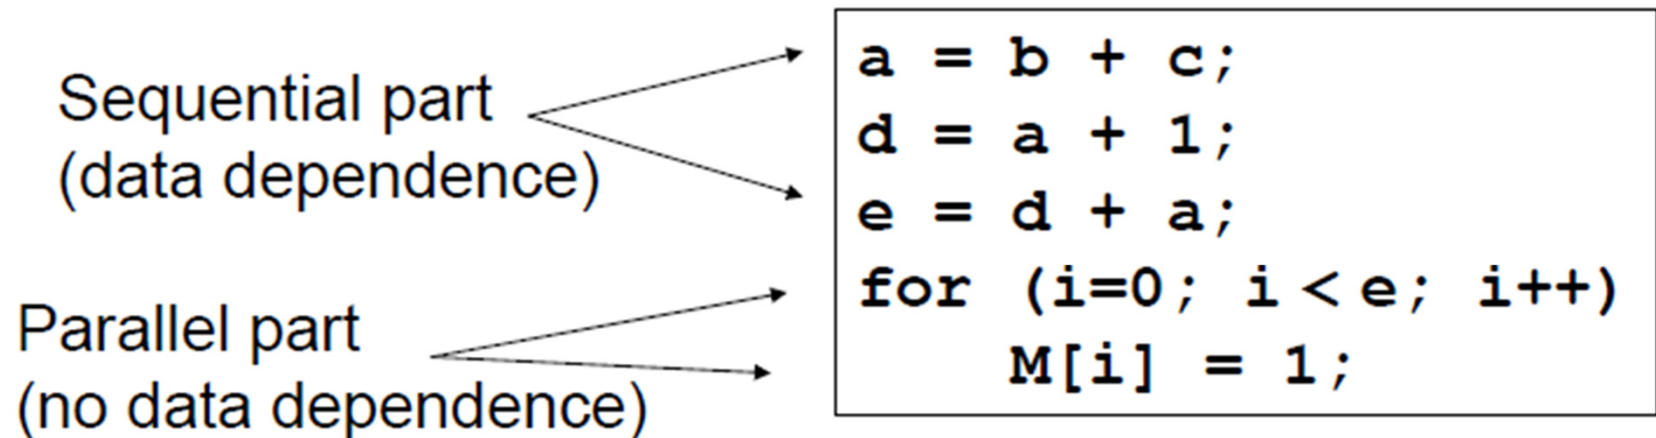 Sequential part
(data dependence)
Parallel part
(no data dependence)
a = b + c;
d = a + 1;
e = d + a;
for (i=0; i < e; i++)
    M[i] = 1;